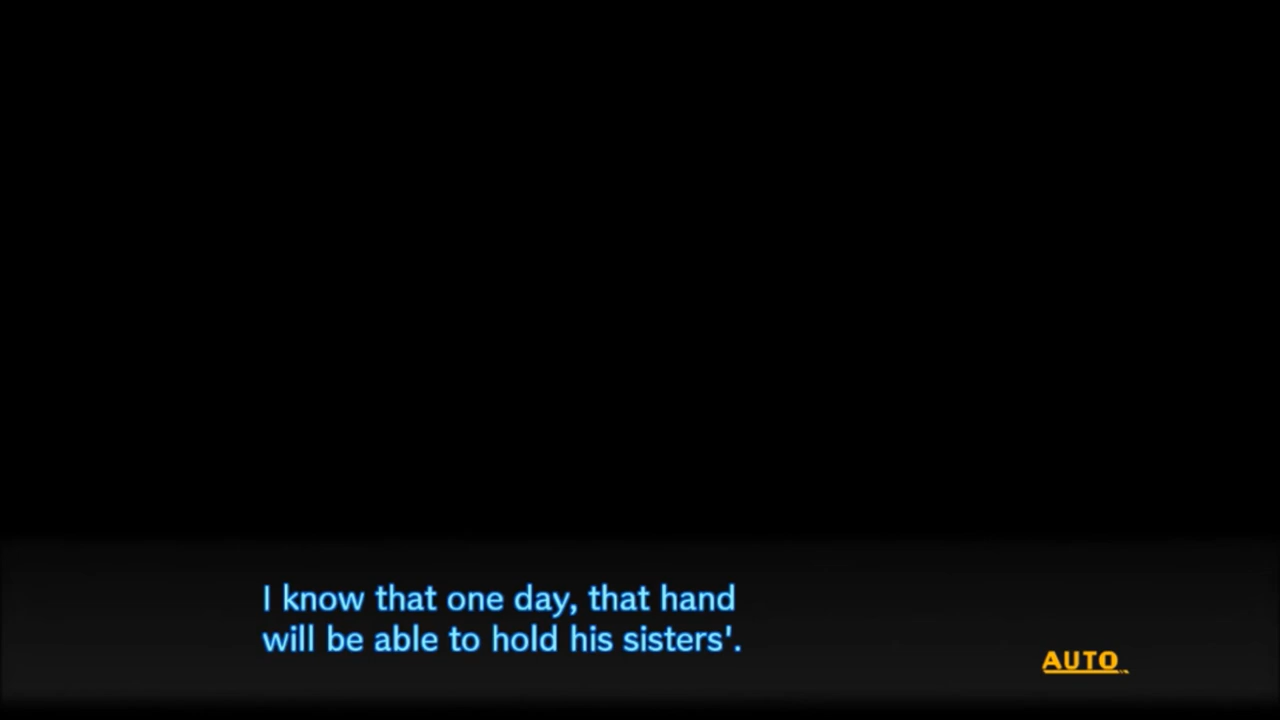 I know that one day, that hand
will be able to hold his sisters'.
AUTO